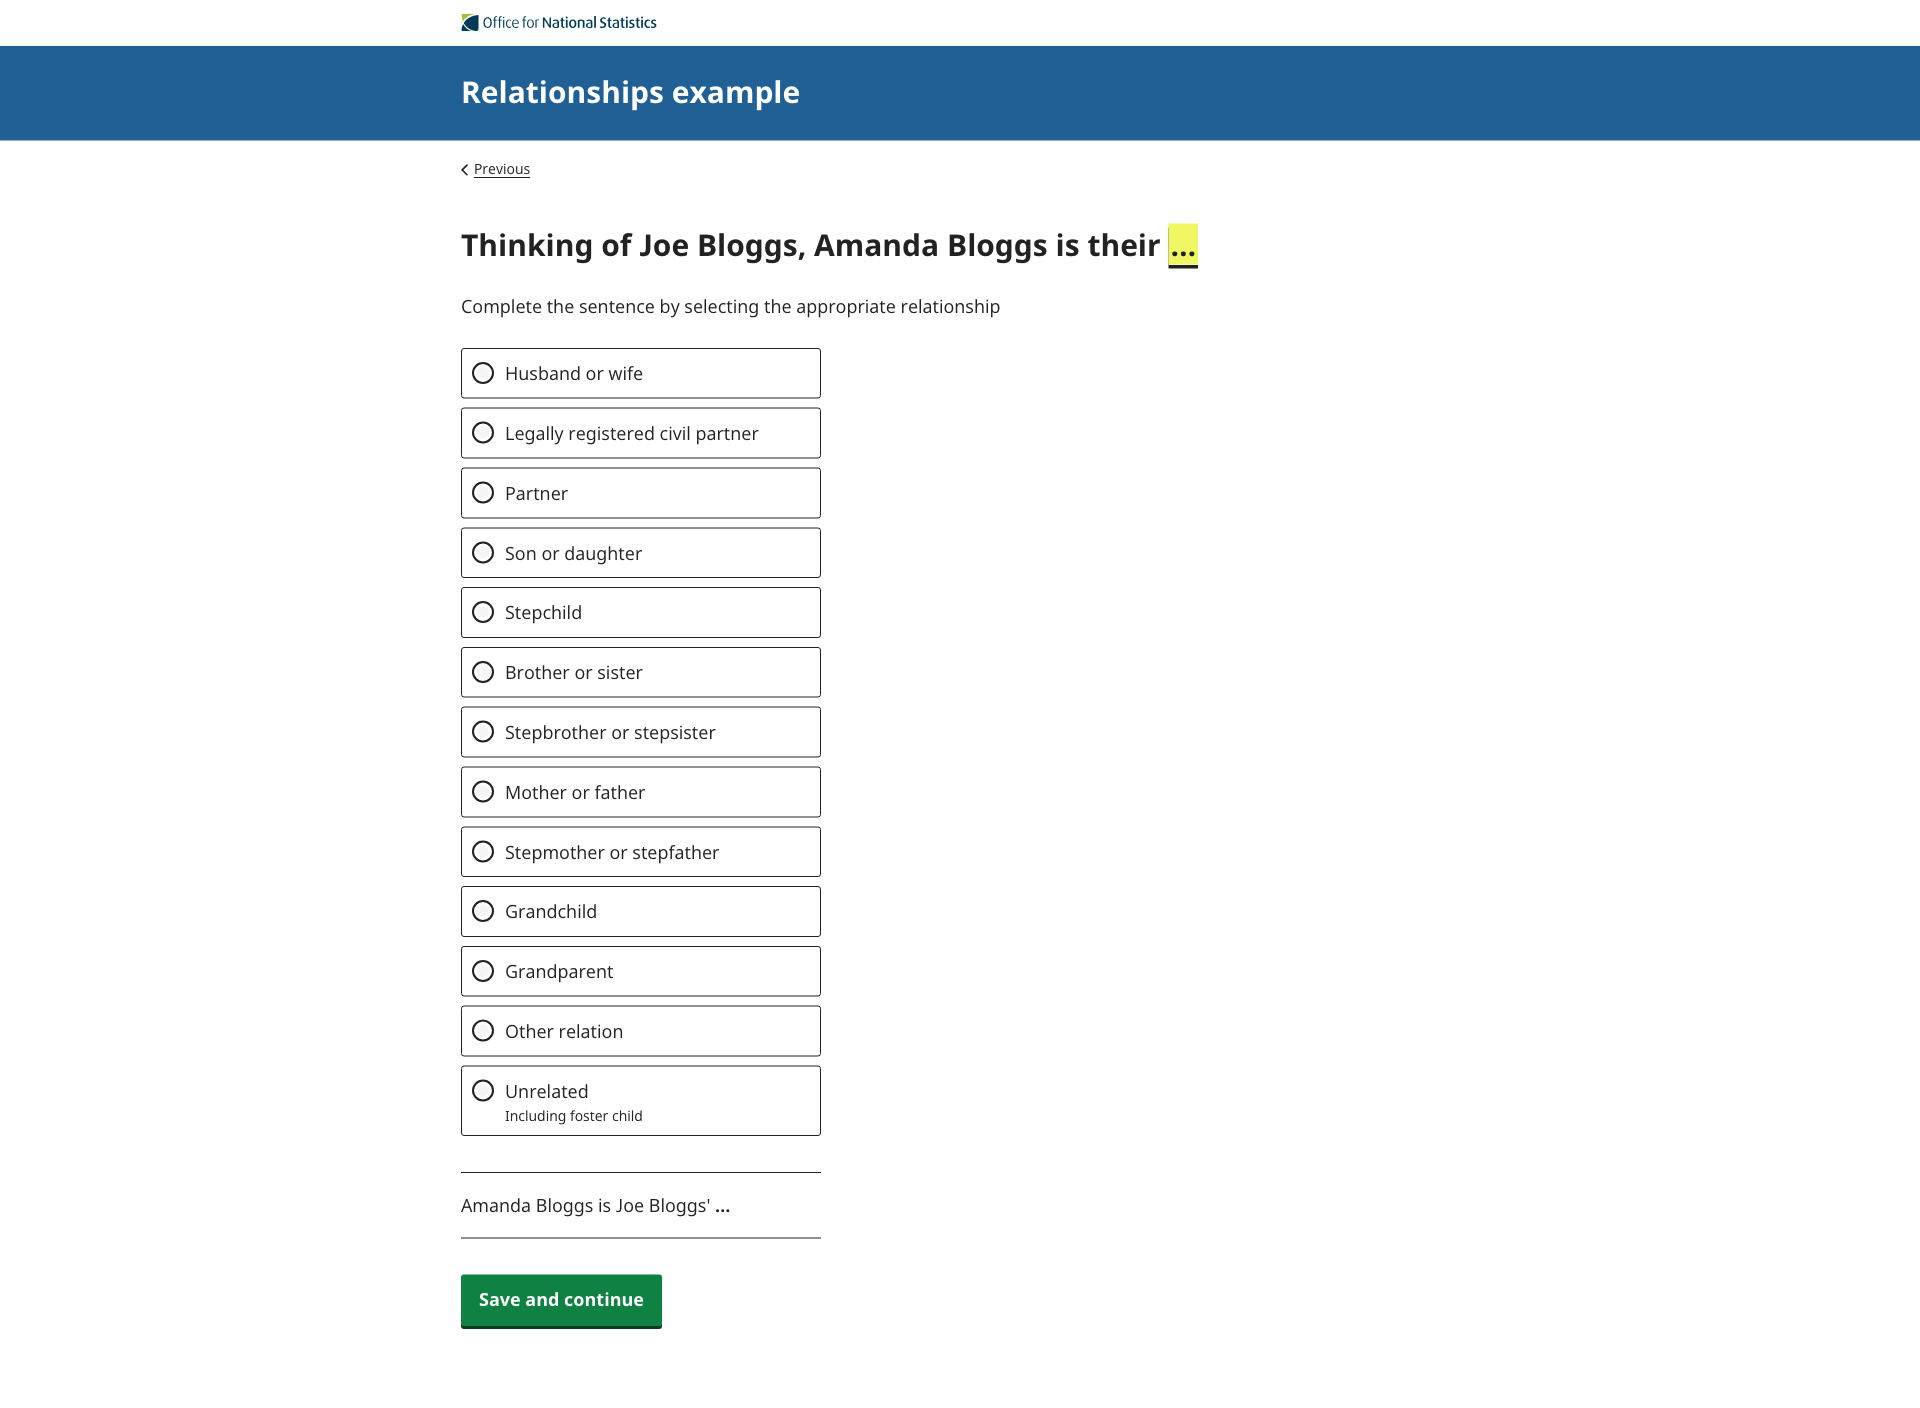 Office for National Statistics
Relationships example
Previous
Thinking of Joe Bloggs, Amanda Bloggs is their ...
Complete the sentence by selecting the appropriate relationship
Husband or wife
Legally registered civil partner
Partner
Son or daughter
Stepchild
Brother or sister
Stepbrother or stepsister
Mother or father
Stepmother or stepfather
Grandchild
Grandparent
Other relation
Unrelated
Including foster child
Amanda Bloggs is Joe Bloggs' ...
Save and continue